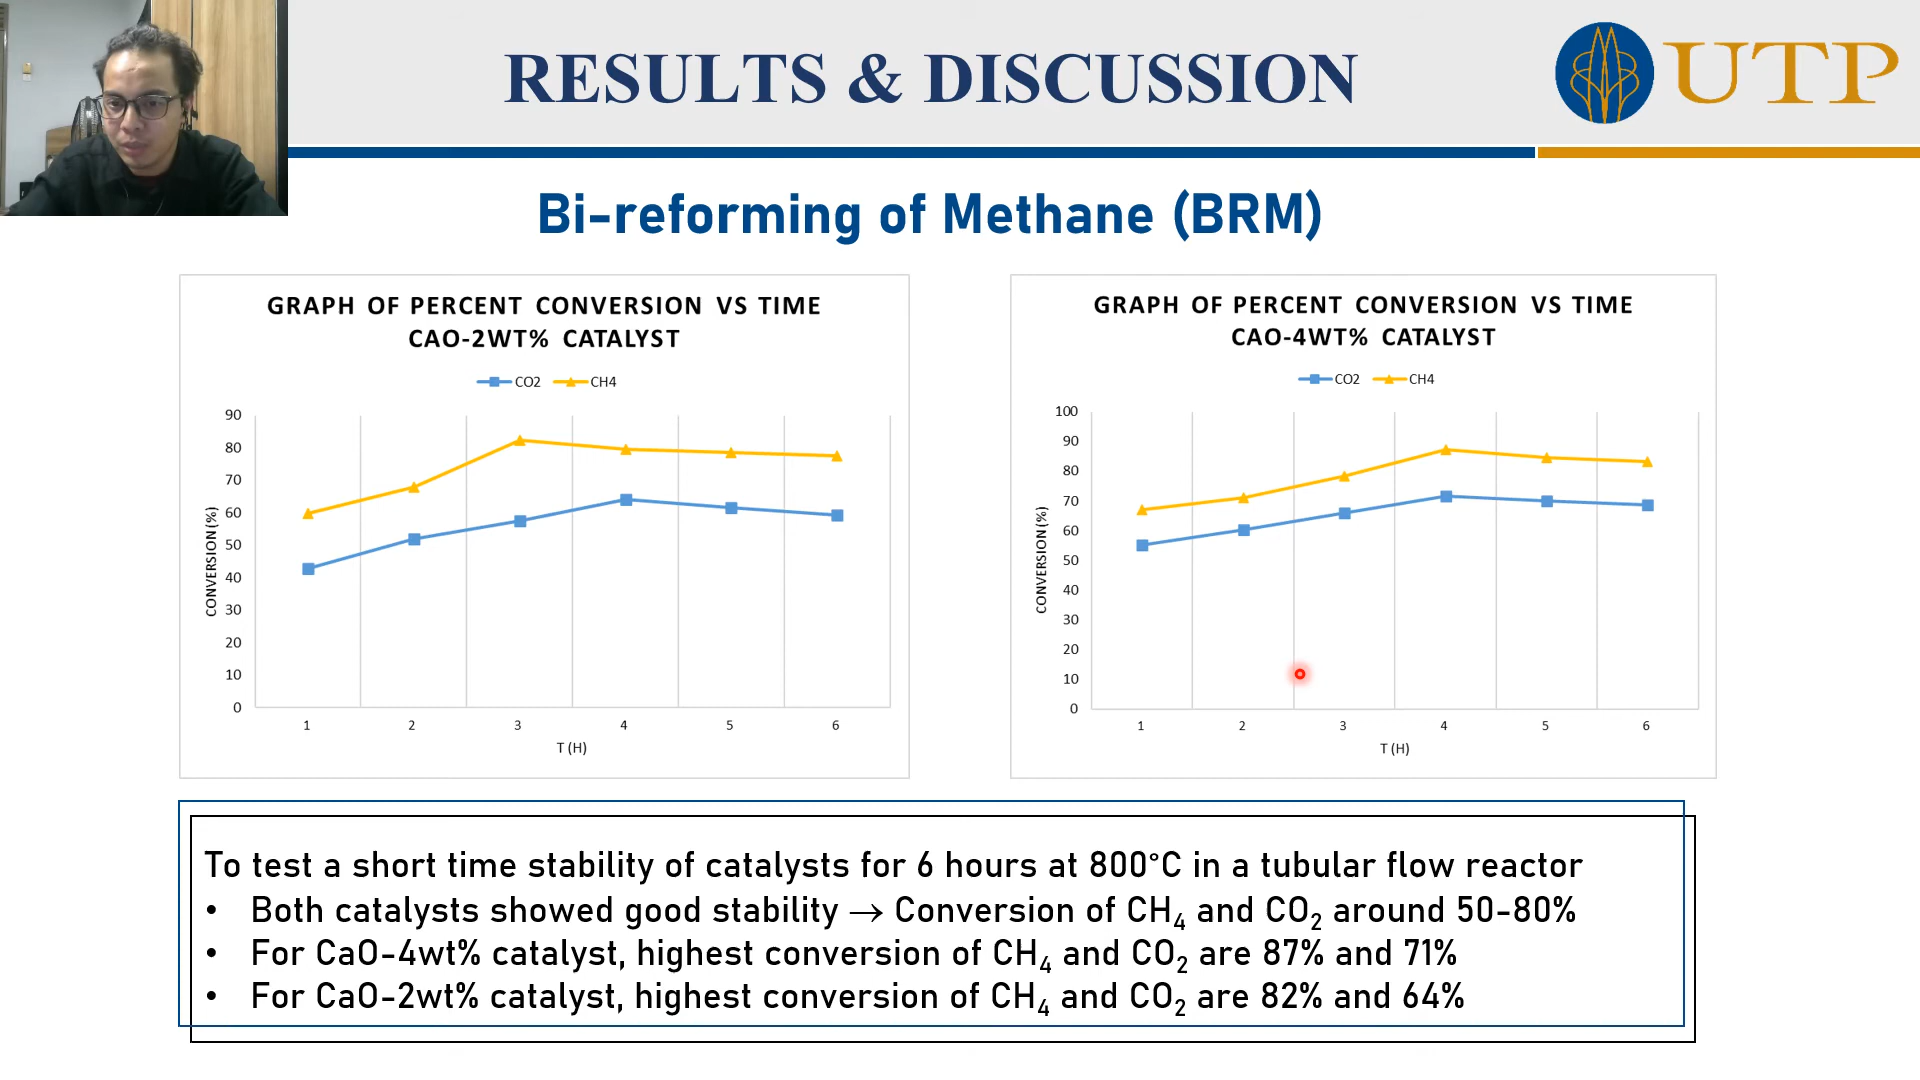 RESULTS & DISCUSSION
UTP
Bi-reforming of Methane (BRM)
GRAPH OF PERCENT CONVERSION VS TIME
CAO-2WT% CATALYST
CO2 CH4
90
80
70
60
50
40
30
20
10
0
CONVERSION (%)
1 2 3 4 5 6
T (H)
GRAPH OF PERCENT CONVERSION VS TIME
CAO-4WT% CATALYST
CO2 CH4
100
90
80
70
60
50
40
30
20
10
0
CONVERSION (%)
1 2 3 4 5 6
T (H)
To test a short time stability of catalysts for 6 hours at 800°C in a tubular flow reactor
• Both catalysts showed good stability → Conversion of CH₄ and CO₂ around 50-80%
• For CaO-4wt% catalyst, highest conversion of CH₄ and CO₂ are 87% and 71%
• For CaO-2wt% catalyst, highest conversion of CH₄ and CO₂ are 82% and 64%